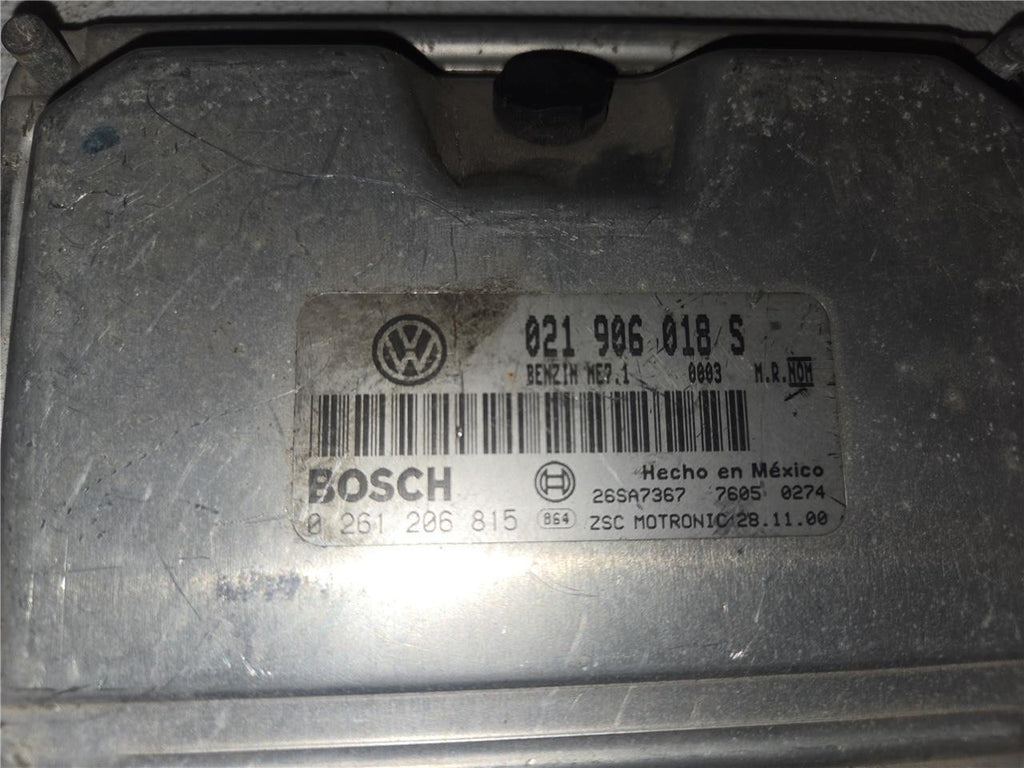 021 906 018 S
BENZIN ME7.1 0003 M.R. NOM
BOSCH
Hecho en México
26SA7367 7605 0274
0 261 206 815 864 ZSC MOTRONIC 28.11.00